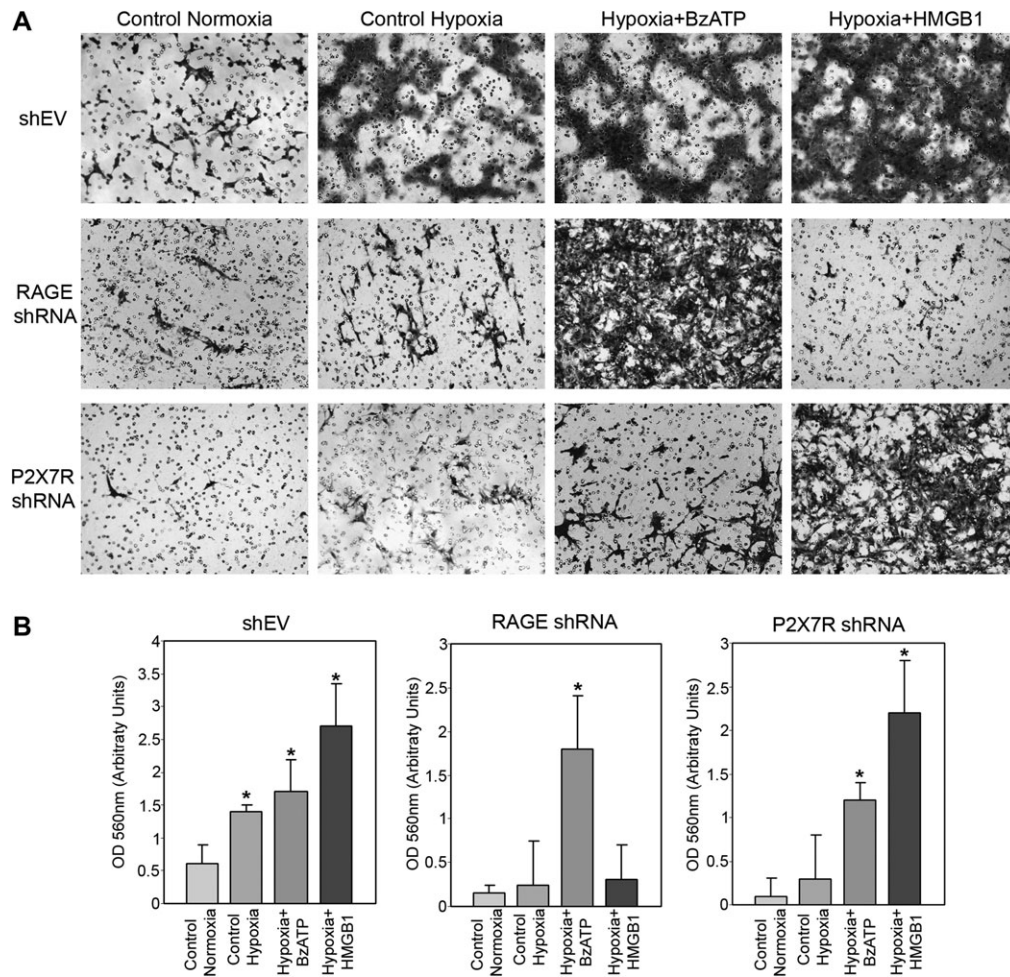 A
Control Normoxia
Control Hypoxia
Hypoxia+BzATP
Hypoxia+HMGB1
shEV
RAGE
shRNA
P2X7R
shRNA
B
shEV
OD 560nm (Arbitraty Units)
4
3.5
3
2.5
2
1.5
1
0.5
0
*
*
*
Control
Normoxia
Control
Hypoxia
Hypoxia+
BzATP
Hypoxia+
HMGB1
RAGE shRNA
OD 560nm (Arbitraty Units)
3
2.5
2
1.5
1
0.5
0
*
Control
Normoxia
Control
Hypoxia
Hypoxia+
BzATP
Hypoxia+
HMGB1
P2X7R shRNA
OD 560nm (Arbitraty Units)
3
2.5
2
1.5
1
0.5
0
*
*
Control
Normoxia
Control
Hypoxia
Hypoxia+
BzATP
Hypoxia+
HMGB1